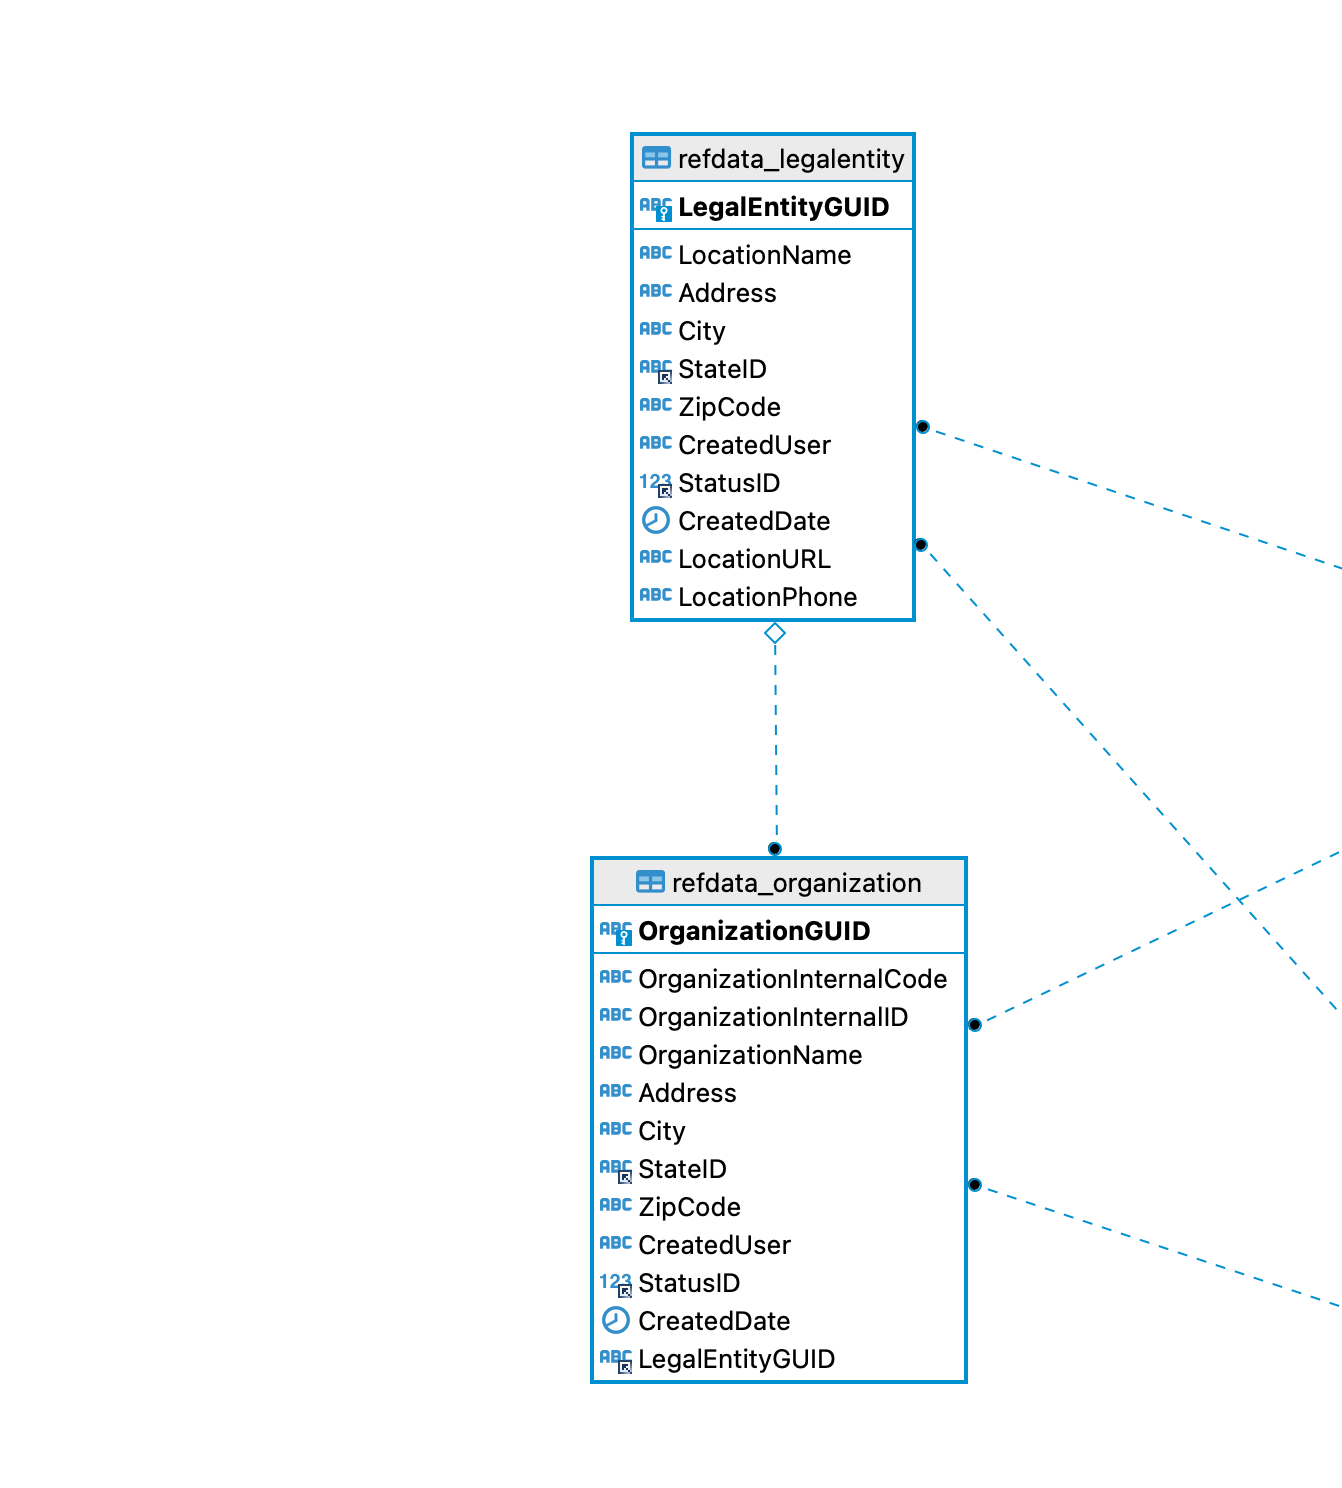 refdata_legalentity
ABC LegalEntityGUID
ABC LocationName
ABC Address
ABC City
ABC StateID
ABC ZipCode
ABC CreatedUser
123 StatusID
CreatedDate
ABC LocationURL
ABC LocationPhone
refdata_organization
ABC OrganizationGUID
ABC OrganizationInternalCode
ABC OrganizationInternalID
ABC OrganizationName
ABC Address
ABC City
ABC StateID
ABC ZipCode
ABC CreatedUser
123 StatusID
CreatedDate
ABC LegalEntityGUID